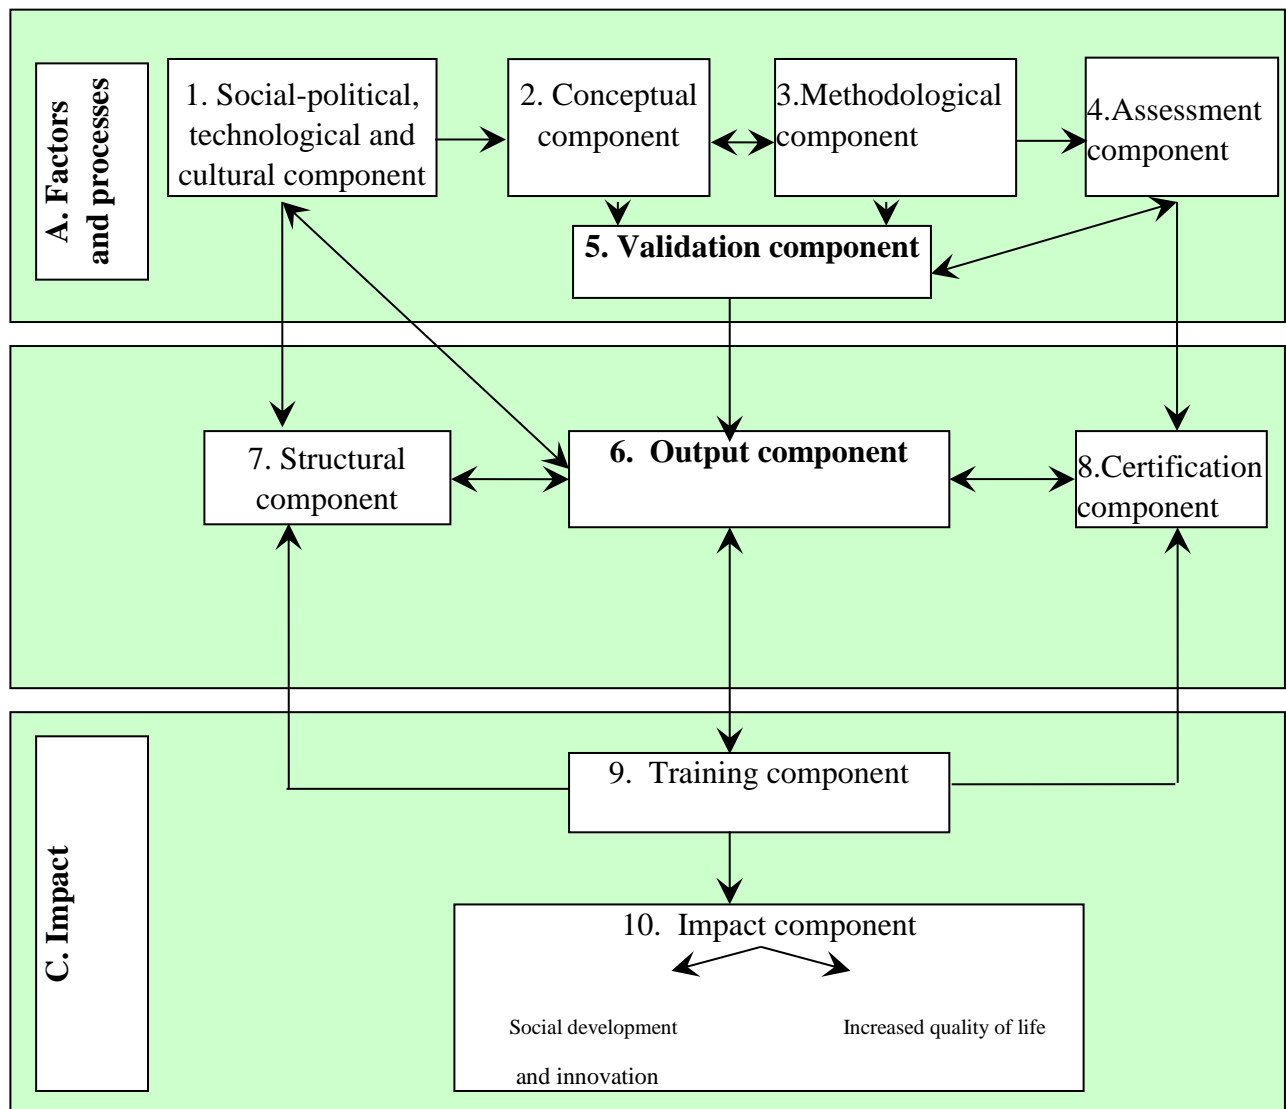 A. Factors
and processes
1. Social-political,
technological and
cultural component
2. Conceptual
component
3.Methodological
component
4.Assessment
component
5. Validation component
7. Structural
component
6. Output component
8.Certification
component
C. Impact
9. Training component
10. Impact component
Social development
and innovation
Increased quality of life